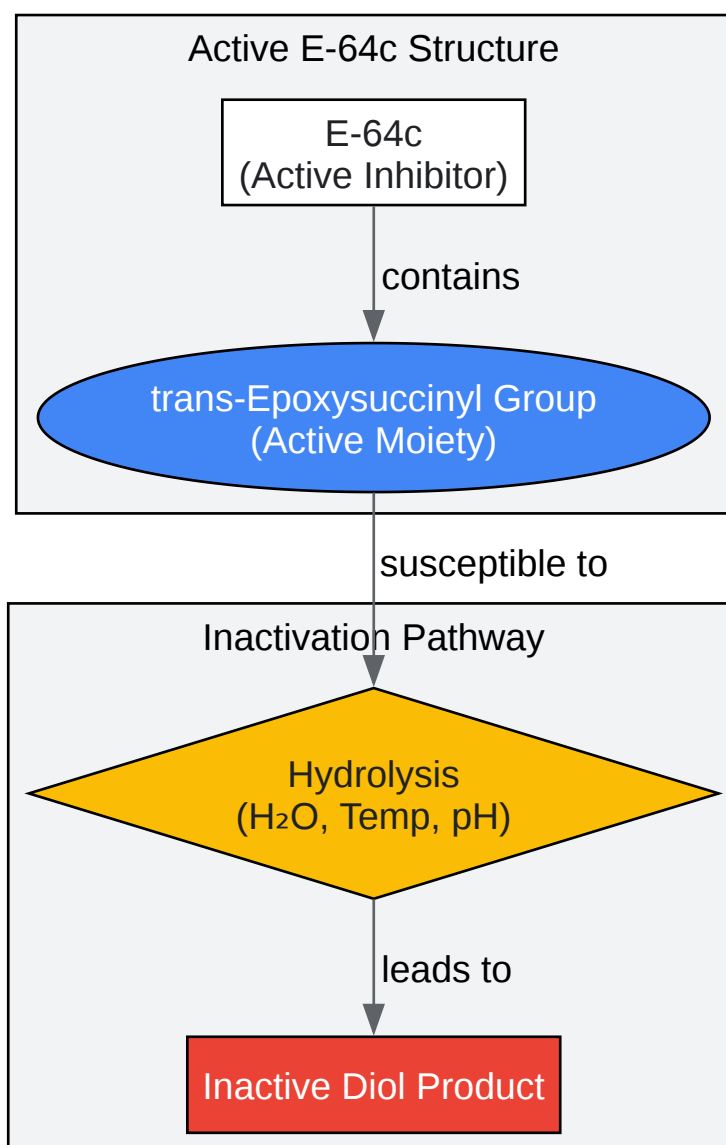 Active E-64c Structure
E-64c
(Active Inhibitor)
contains
trans-Epoxysuccinyl Group
(Active Moiety)
susceptible to
Inactivation Pathway
Hydrolysis
(H₂O, Temp, pH)
leads to
Inactive Diol Product